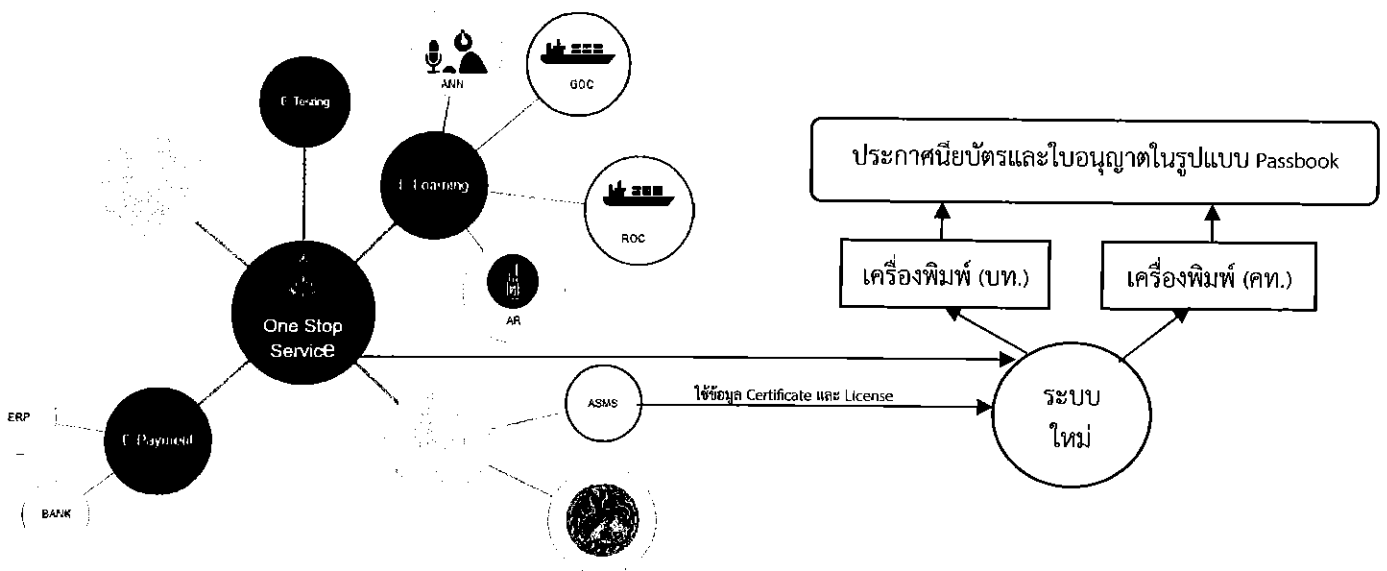 ANN
GOC
E-Testing
E-Learning
ROC
AR
One Stop
Service
E-Payment
ERP
BANK
ASMS
ใช้ข้อมูล Certificate และ License
ประกาศนียบัตรและใบอนุญาตในรูปแบบ Passbook
เครื่องพิมพ์ (บท.)
เครื่องพิมพ์ (คท.)
ระบบ
ใหม่